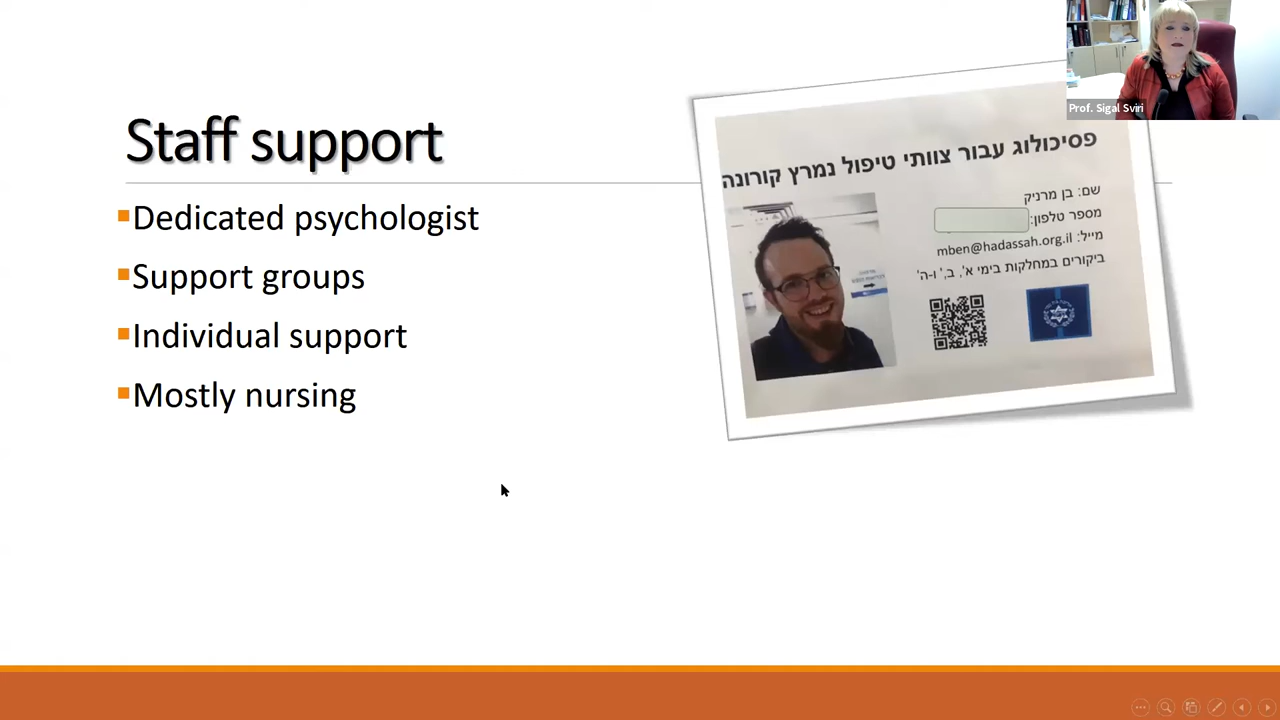 Prof. Sigal Sviri
Staff support
Dedicated psychologist
Support groups
Individual support
Mostly nursing
פסיכולוג עבור צוותי טיפול נמרץ קורונה
שם: בן מרניק
מספר טלפון:
מייל: mben@hadassah.org.il
ביקורים במחלקות בימי א', ב', ו-ה'